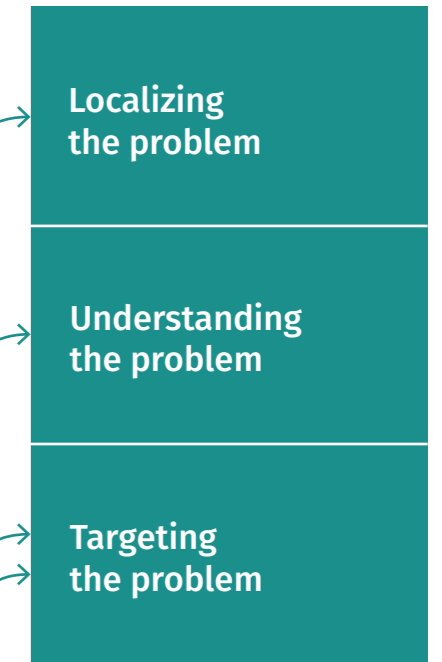 Localizing
the problem
Understanding
the problem
Targeting
the problem